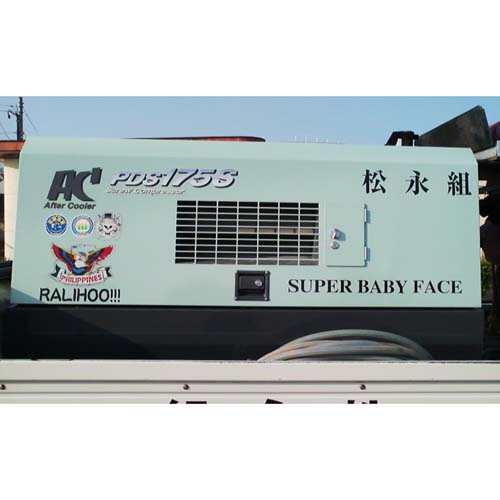 AC
After Cooler
PDS175S
Screw Compressor
松永組
PHILIPPINES
RALIHOO!!!
SUPER BABY FACE